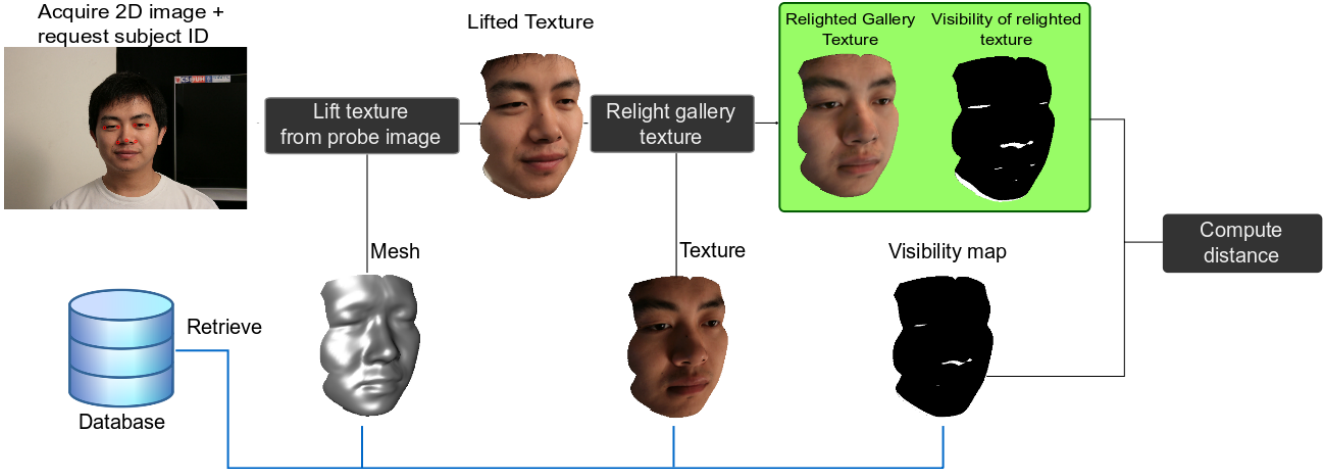 Acquire 2D image +
request subject ID
Lifted Texture
Relighted Gallery
Texture
Visibility of relighted
texture
Lift texture
from probe image
Relight gallery
texture
Compute
distance
Mesh
Texture
Visibility map
Retrieve
Database